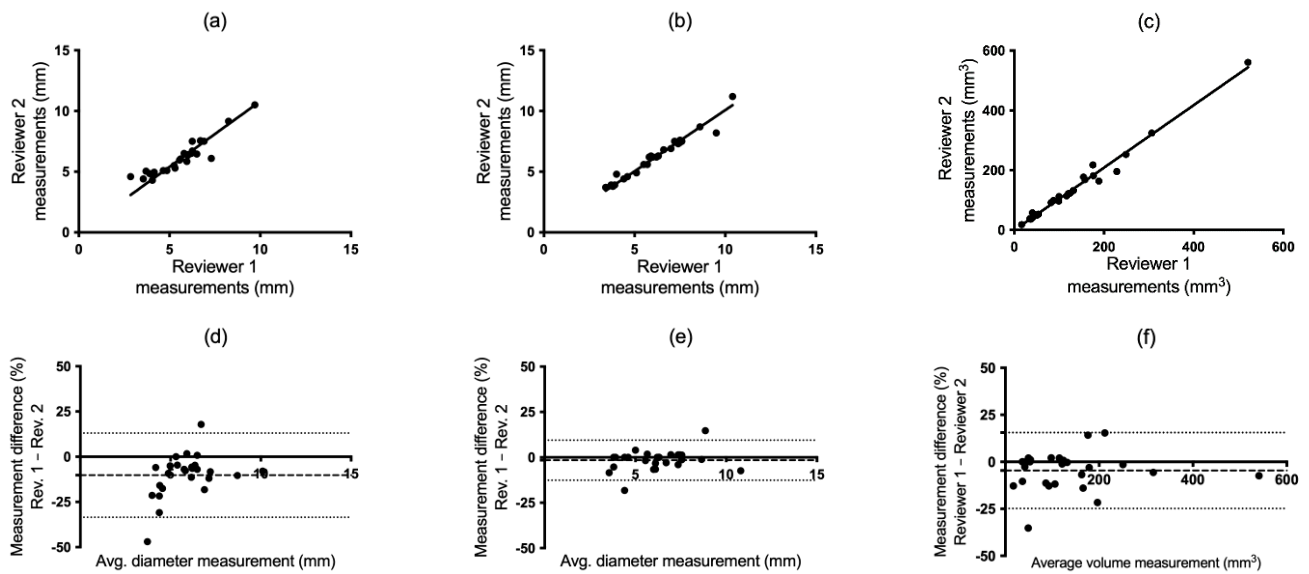 (a)
15
10
5
0
0
5
10
15
Reviewer 2
measurements (mm)
Reviewer 1
measurements (mm)
(b)
15
10
5
0
0
5
10
15
Reviewer 2
measurements (mm)
Reviewer 1
measurements (mm)
(c)
600
400
200
0
0
200
400
600
Reviewer 2
measurements (mm³)
Reviewer 1
measurements (mm³)
(d)
50
25
0
-25
-50
5
10
15
Measurement difference (%)
Rev. 1 – Rev. 2
Avg. diameter measurement (mm)
(e)
50
25
0
-25
-50
5
10
15
Measurement difference (%)
Rev. 1 – Rev. 2
Avg. diameter measurement (mm)
(f)
50
25
0
-25
-50
200
400
600
Measurement difference (%)
Reviewer 1 – Reviewer 2
Average volume measurement (mm³)